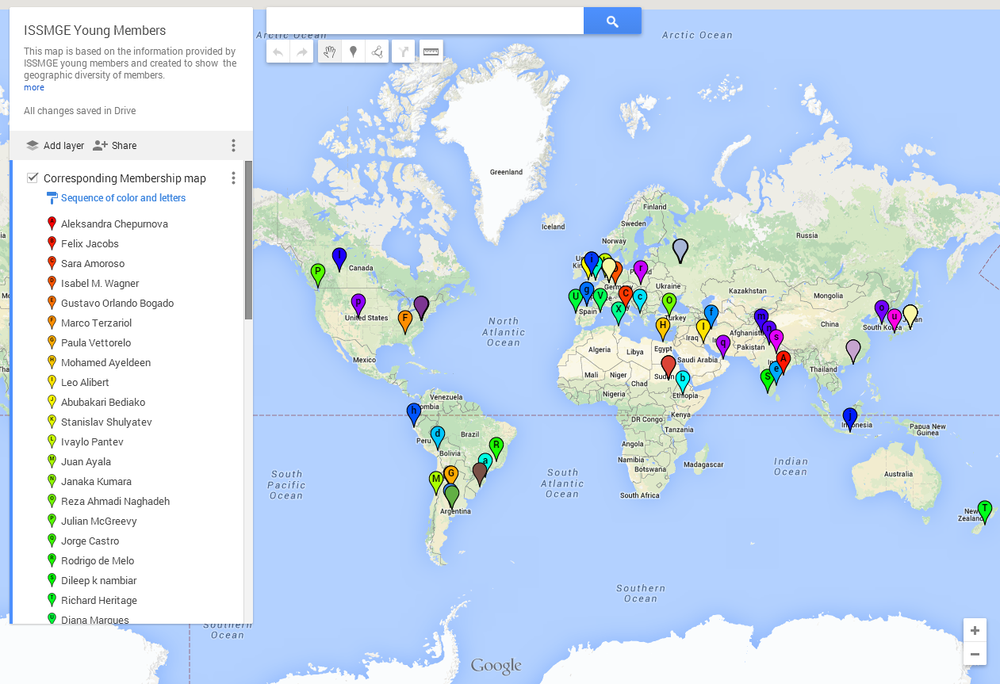 ISSMGE Young Members
This map is based on the information provided by
ISSMGE young members and created to show the
geographic diversity of members.
more
All changes saved in Drive
Add layer
Share
Corresponding Membership map
Sequence of color and letters
A Aleksandra Chepurnova
B Felix Jacobs
C Sara Amoroso
D Isabel M. Wagner
E Gustavo Orlando Bogado
F Marco Terzariol
G Paula Vettorelo
H Mohamed Ayeldeen
I Leo Alibert
J Abubakari Bediako
K Stanislav Shulyatev
L Ivaylo Pantev
M Juan Ayala
N Janaka Kumara
O Reza Ahmadi Naghadeh
P Julian McGreevy
Q Jorge Castro
R Rodrigo de Melo
S Dileep k nambiar
T Richard Heritage
U Diana Marques
Arctic Ocean
Arctic Ocean
Greenland
Iceland
Finland
Sweden
Norway
Russia
Canada
United States
Mexico
North
Atlantic
Ocean
Spain
Ukraine
Kazakhstan
Mongolia
China
South Korea
Turkey
Iraq
Afghanistan
Pakistan
Algeria
Libya
Egypt
Saudi Arabia
Mali
Niger
Chad
Sudan
Nigeria
Ethiopia
Thailand
Venezuela
DR Congo
Kenya
Tanzania
Indonesia
Papua New
Guinea
Peru
Brazil
Bolivia
Angola
Namibia
Botswana
Madagascar
South Africa
South
Pacific
Ocean
South
Atlantic
Ocean
Indian
Ocean
Australia
Argentina
New
Zealand
Southern
Ocean
Southern
Ocean
P
l
p
F
i
r
g
U
V
C
c
X
O
H
f
I
q
m
n
s
A
e
S
b
o
u
j
h
d
R
a
G
M
T
Google